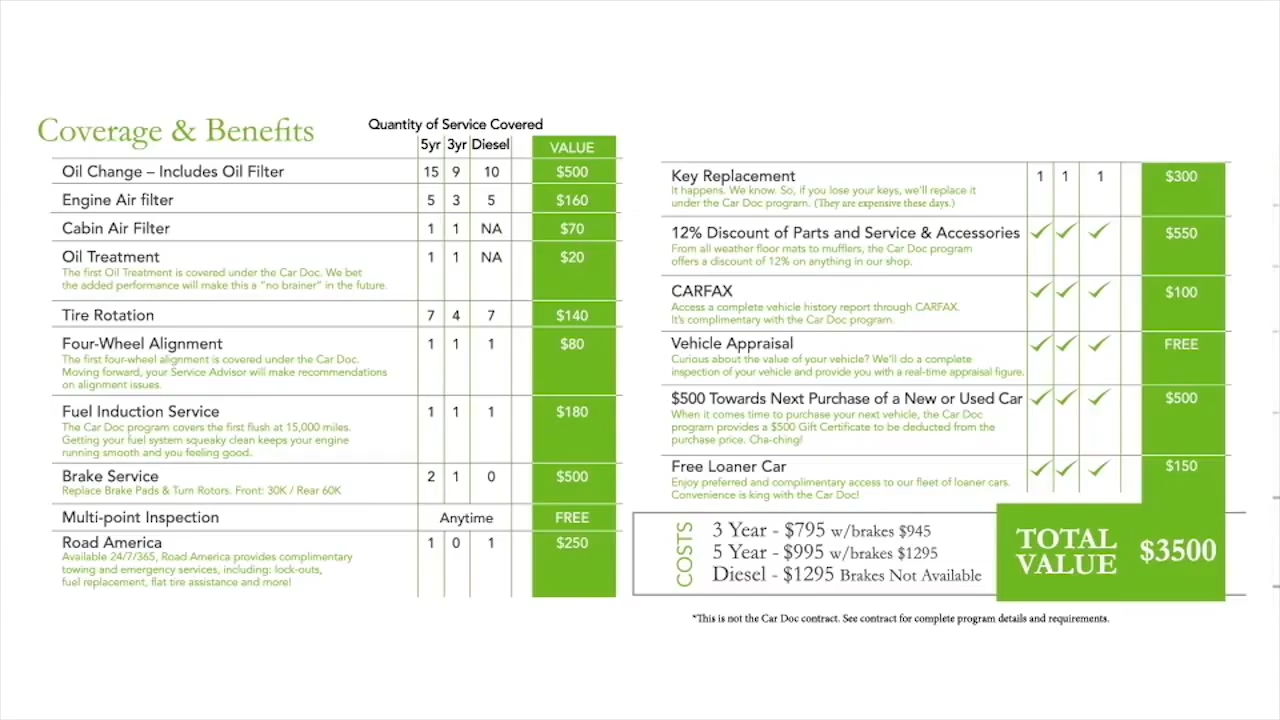 Coverage & Benefits
Quantity of Service Covered
5yr 3yr Diesel VALUE
Oil Change – Includes Oil Filter 15 9 10 $500
Engine Air filter 5 3 5 $160
Cabin Air Filter 1 1 NA $70
Oil Treatment 1 1 NA $20
The first Oil Treatment is covered under the Car Doc. We bet
the added performance will make this a “no brainer” in the future.
Tire Rotation 7 4 7 $140
Four-Wheel Alignment 1 1 1 $80
The first four-wheel alignment is covered under the Car Doc.
Moving forward, your Service Advisor will make recommendations
on alignment issues.
Fuel Induction Service 1 1 1 $180
The Car Doc program covers the first flush at 15,000 miles.
Getting your fuel system squeaky clean keeps your engine
running smooth and you feeling good.
Brake Service 2 1 0 $500
Replace Brake Pads & Turn Rotors. Front: 30K / Rear 60K
Multi-point Inspection Anytime FREE
Road America 1 0 1 $250
Available 24/7/365, Road America provides complimentary
towing and emergency services, including: lock-outs,
fuel replacement, flat tire assistance and more!
Key Replacement 1 1 1 $300
It happens. We know. So, if you lose your keys, we’ll replace it
under the Car Doc program. (They are expensive these days.)
12% Discount of Parts and Service & Accessories ✓ ✓ ✓ $550
From all weather floor mats to mufflers, the Car Doc program
offers a discount of 12% on anything in our shop.
CARFAX ✓ ✓ ✓ $100
Access a complete vehicle history report through CARFAX.
It’s complimentary with the Car Doc program.
Vehicle Appraisal ✓ ✓ ✓ FREE
Curious about the value of your vehicle? We’ll do a complete
inspection of your vehicle and provide you with a real-time appraisal figure.
$500 Towards Next Purchase of a New or Used Car ✓ ✓ ✓ $500
When it comes time to purchase your next vehicle, the Car Doc
program provides a $500 Gift Certificate to be deducted from the
purchase price. Cha-ching!
Free Loaner Car ✓ ✓ ✓ $150
Enjoy preferred and complimentary access to our fleet of loaner cars.
Convenience is king with the Car Doc!
COSTS
3 Year - $795 w/brakes $945
5 Year - $995 w/brakes $1295
Diesel - $1295 Brakes Not Available
TOTAL
VALUE
$3500
*This is not the Car Doc contract. See contract for complete program details and requirements.